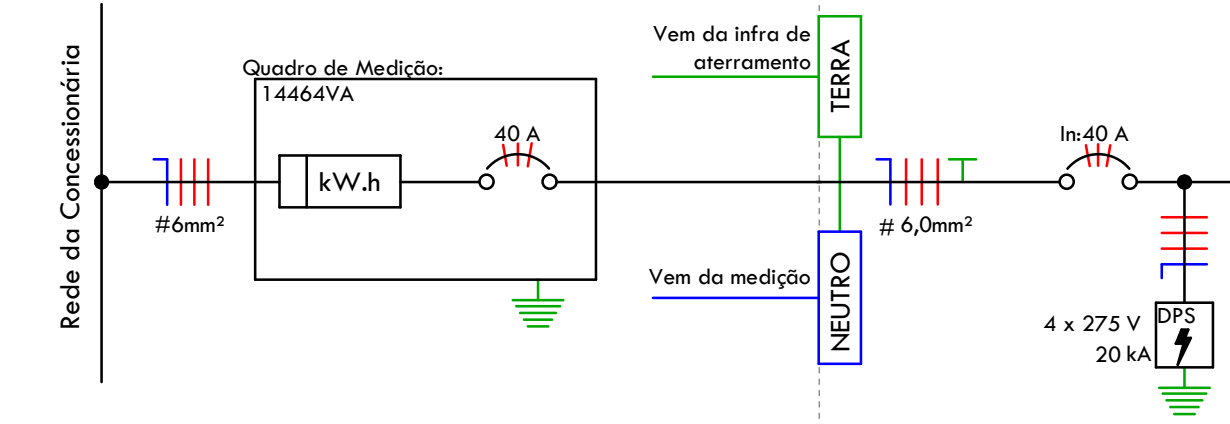 Rede da Concessionária
#6mm²
Quadro de Medição:
14464VA
kW.h
40 A
Vem da infra de
aterramento
TERRA
Vem da medição
NEUTRO
# 6,0mm²
In:40 A
4 x 275 V
20 kA
DPS